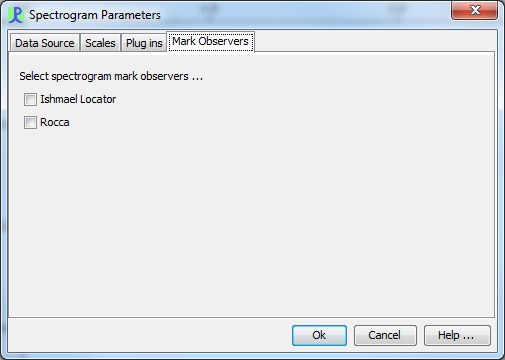 Spectrogram Parameters
Data Source Scales Plug ins Mark Observers
Select spectrogram mark observers ...
Ishmael Locator
Rocca
Ok Cancel Help ...